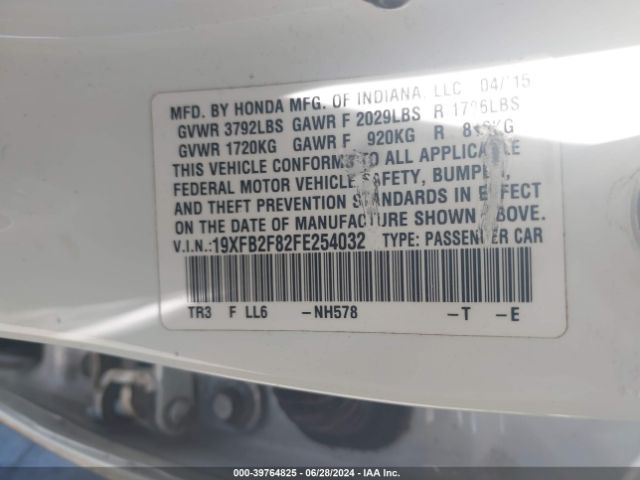 MFD. BY HONDA MFG. OF INDIANA, LLC 04/15
GVWR 3792LBS GAWR F 2029LBS R LBS
GVWR 1720KG GAWR F 920KG R KG
THIS VEHICLE CONFORMS TO ALL APPLICABLE
FEDERAL MOTOR VEHICLE SAFETY, BUMPER,
AND THEFT PREVENTION STANDARDS IN EFFECT
ON THE DATE OF MANUFACTURE SHOWN ABOVE.
V.I.N.:19XFB2F82FE254032 TYPE: PASSENGER CAR
TR3 F LL6 -NH578 -T -E
000-39764825 - 06/28/2024 - IAA Inc.